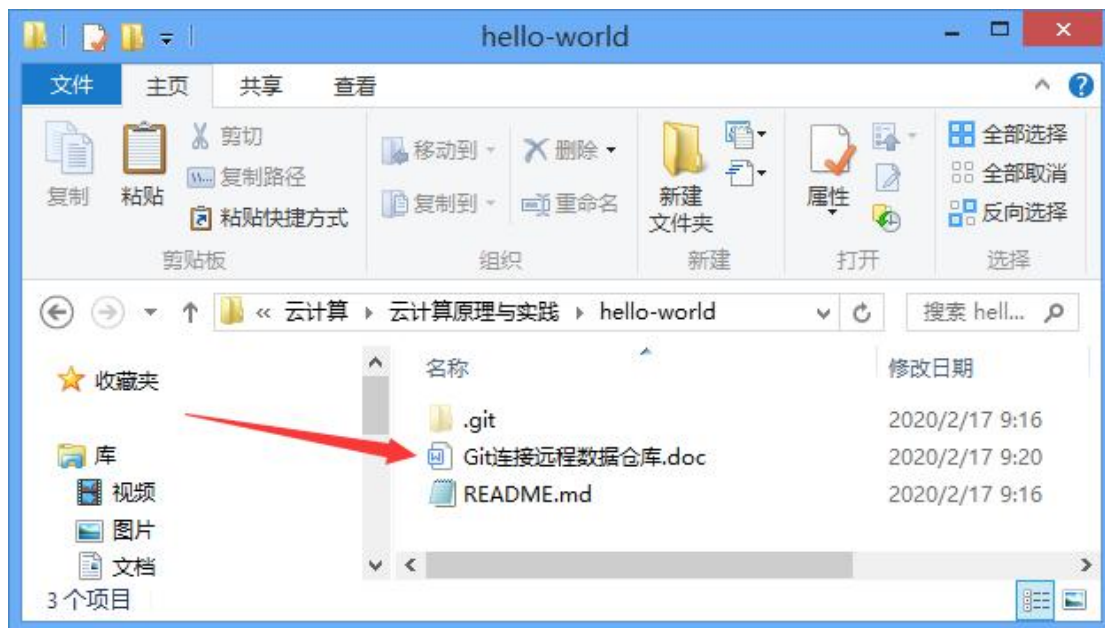 hello-world
文件 主页 共享 查看
复制
粘贴
剪切
复制路径
粘贴快捷方式
剪贴板
移动到
复制到
删除
重命名
组织
新建
文件夹
新建
属性
打开
全部选择
全部取消
反向选择
选择
« 云计算 云计算原理与实践 hello-world
搜索 hell...
收藏夹
库
视频
图片
文档
名称 修改日期
.git 2020/2/17 9:16
Git连接远程数据仓库.doc 2020/2/17 9:20
README.md 2020/2/17 9:16
3 个项目